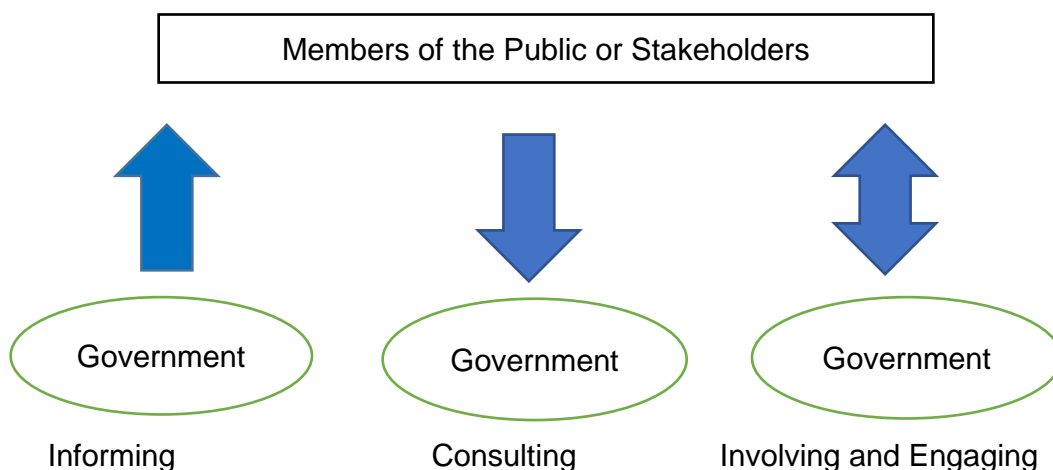 Members of the Public or Stakeholders
Government
Government
Government
Informing
Consulting
Involving and Engaging